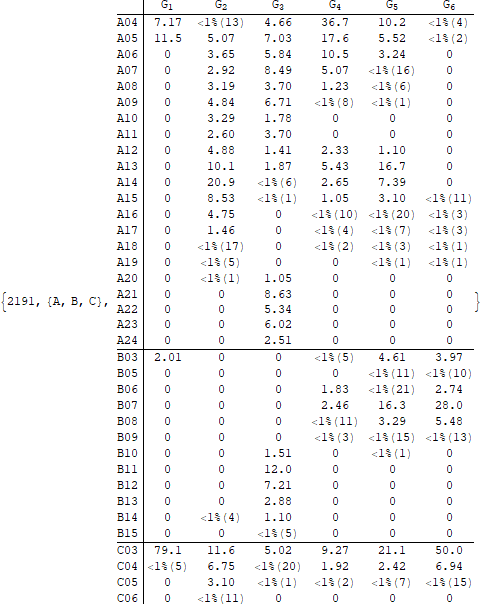 G1 G2 G3 G4 G5 G6
A04 7.17 <1%(13) 4.66 36.7 10.2 <1%(4)
A05 11.5 5.07 7.03 17.6 5.52 <1%(2)
A06 0 3.65 5.84 10.5 3.24 0
A07 0 2.92 8.49 5.07 <1%(16) 0
A08 0 3.19 3.70 1.23 <1%(6) 0
A09 0 4.84 6.71 <1%(8) <1%(1) 0
A10 0 3.29 1.78 0 0 0
A11 0 2.60 3.70 0 0 0
A12 0 4.88 1.41 2.33 1.10 0
A13 0 10.1 1.87 5.43 16.7 0
A14 0 20.9 <1%(6) 2.65 7.39 0
A15 0 8.53 <1%(1) 1.05 3.10 <1%(11)
A16 0 4.75 0 <1%(10) <1%(20) <1%(3)
A17 0 1.46 0 <1%(4) <1%(7) <1%(3)
A18 0 <1%(17) 0 <1%(2) <1%(3) <1%(1)
A19 0 <1%(5) 0 0 <1%(1) <1%(1)
A20 0 <1%(1) 1.05 0 0 0
A21 0 0 8.63 0 0 0
{2191, {A, B, C}, A22 0 0 5.34 0 0 0 }
A23 0 0 6.02 0 0 0
A24 0 0 2.51 0 0 0
B03 2.01 0 0 <1%(5) 4.61 3.97
B05 0 0 0 0 <1%(11) <1%(10)
B06 0 0 0 1.83 <1%(21) 2.74
B07 0 0 0 2.46 16.3 28.0
B08 0 0 0 <1%(11) 3.29 5.48
B09 0 0 0 <1%(3) <1%(15) <1%(13)
B10 0 0 1.51 0 <1%(1) 0
B11 0 0 12.0 0 0 0
B12 0 0 7.21 0 0 0
B13 0 0 2.88 0 0 0
B14 0 <1%(4) 1.10 0 0 0
B15 0 0 <1%(5) 0 0 0
C03 79.1 11.6 5.02 9.27 21.1 50.0
C04 <1%(5) 6.75 <1%(20) 1.92 2.42 6.94
C05 0 3.10 <1%(1) <1%(2) <1%(7) <1%(15)
C06 0 <1%(11) 0 0 0 0